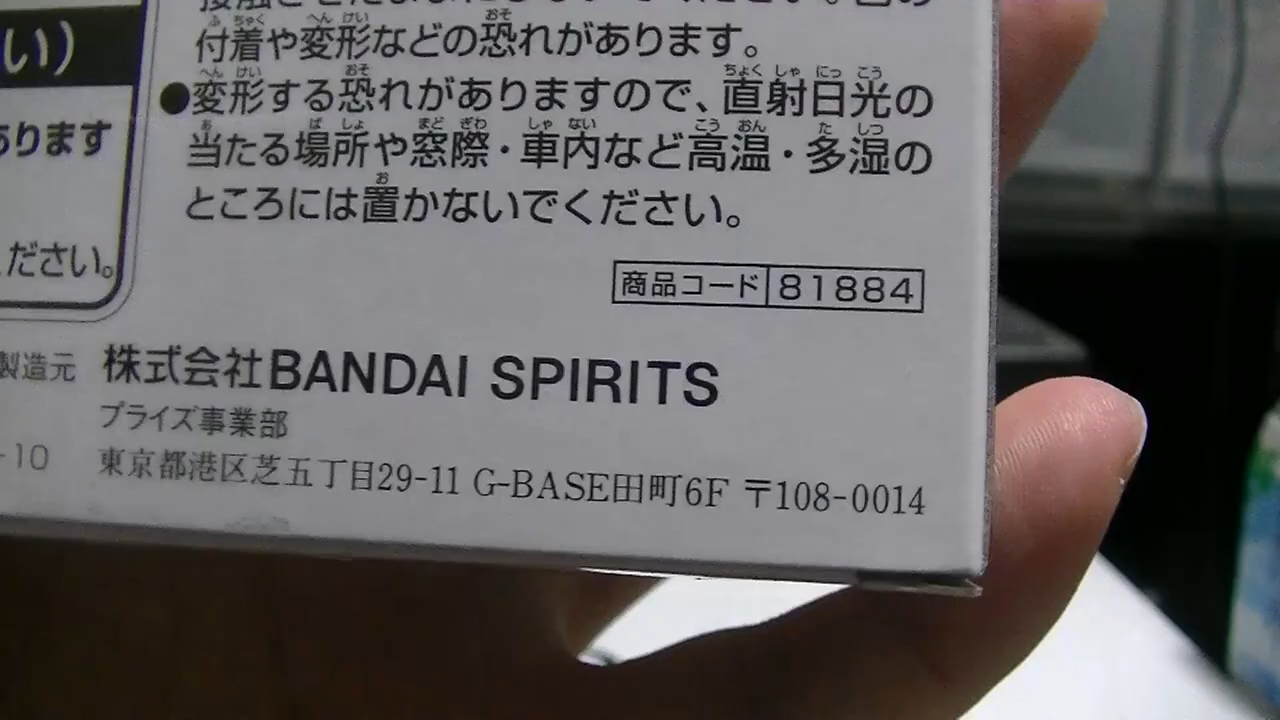 い)
あります
ださい。
付着や変形などの恐れがあります。
●変形する恐れがありますので、直射日光の
当たる場所や窓際・車内など高温・多湿の
ところには置かないでください。
商品コード 81884
製造元 株式会社BANDAI SPIRITS
プライズ事業部
-10 東京都港区芝五丁目29-11 G-BASE田町6F 〒108-0014